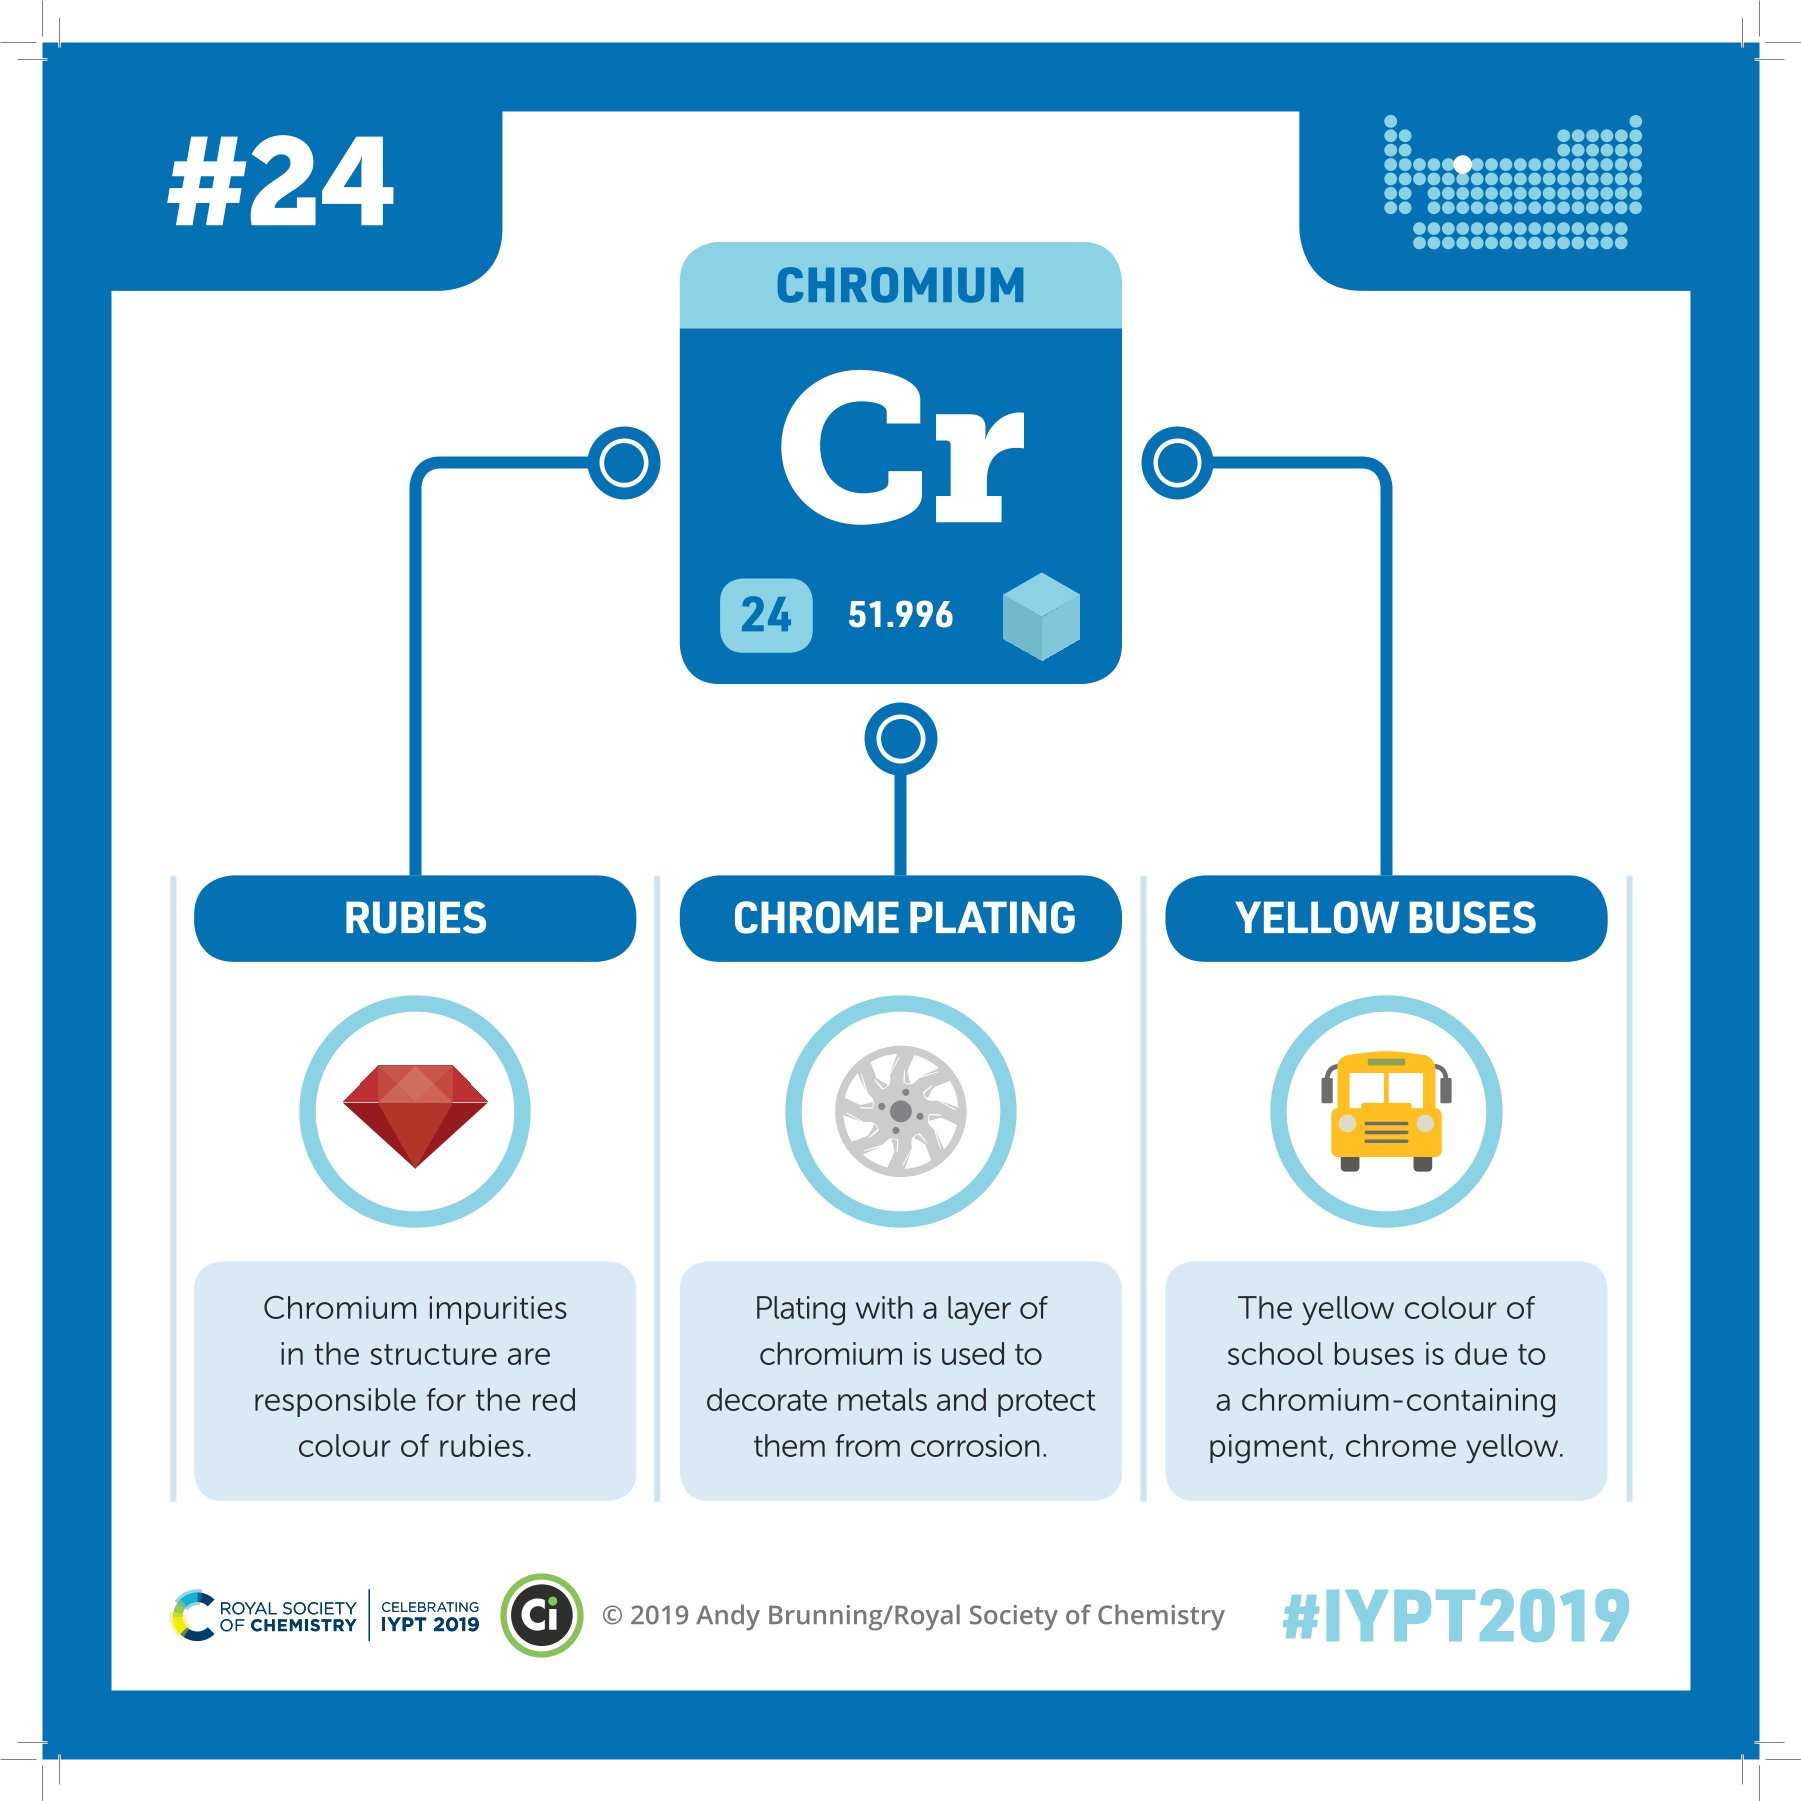 #24
CHROMIUM
Cr
24
51.996
RUBIES
Chromium impurities
in the structure are
responsible for the red
colour of rubies.
CHROME PLATING
Plating with a layer of
chromium is used to
decorate metals and protect
them from corrosion.
YELLOW BUSES
The yellow colour of
school buses is due to
a chromium-containing
pigment, chrome yellow.
ROYAL SOCIETY
OF CHEMISTRY
CELEBRATING
IYPT 2019
Ci
© 2019 Andy Brunning/Royal Society of Chemistry
#IYPT2019